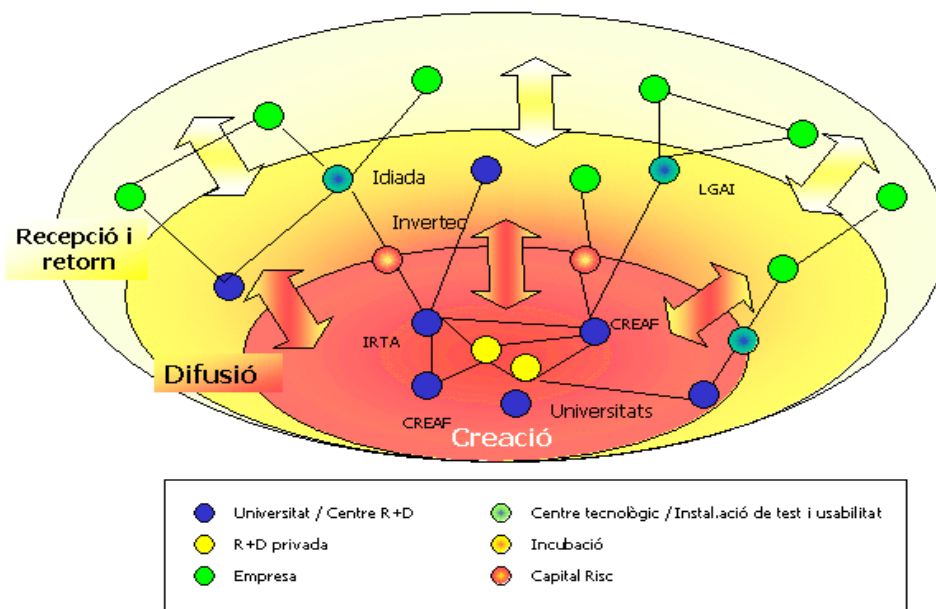 Idiada
LGAI
Invertec
Recepció i
retorn
IRTA
CREAF
Difusió
CREAF
Universitats
Creació
Universitat / Centre R+D
Centre tecnològic / Instal.ació de test i usabilitat
R+D privada
Incubació
Empresa
Capital Risc